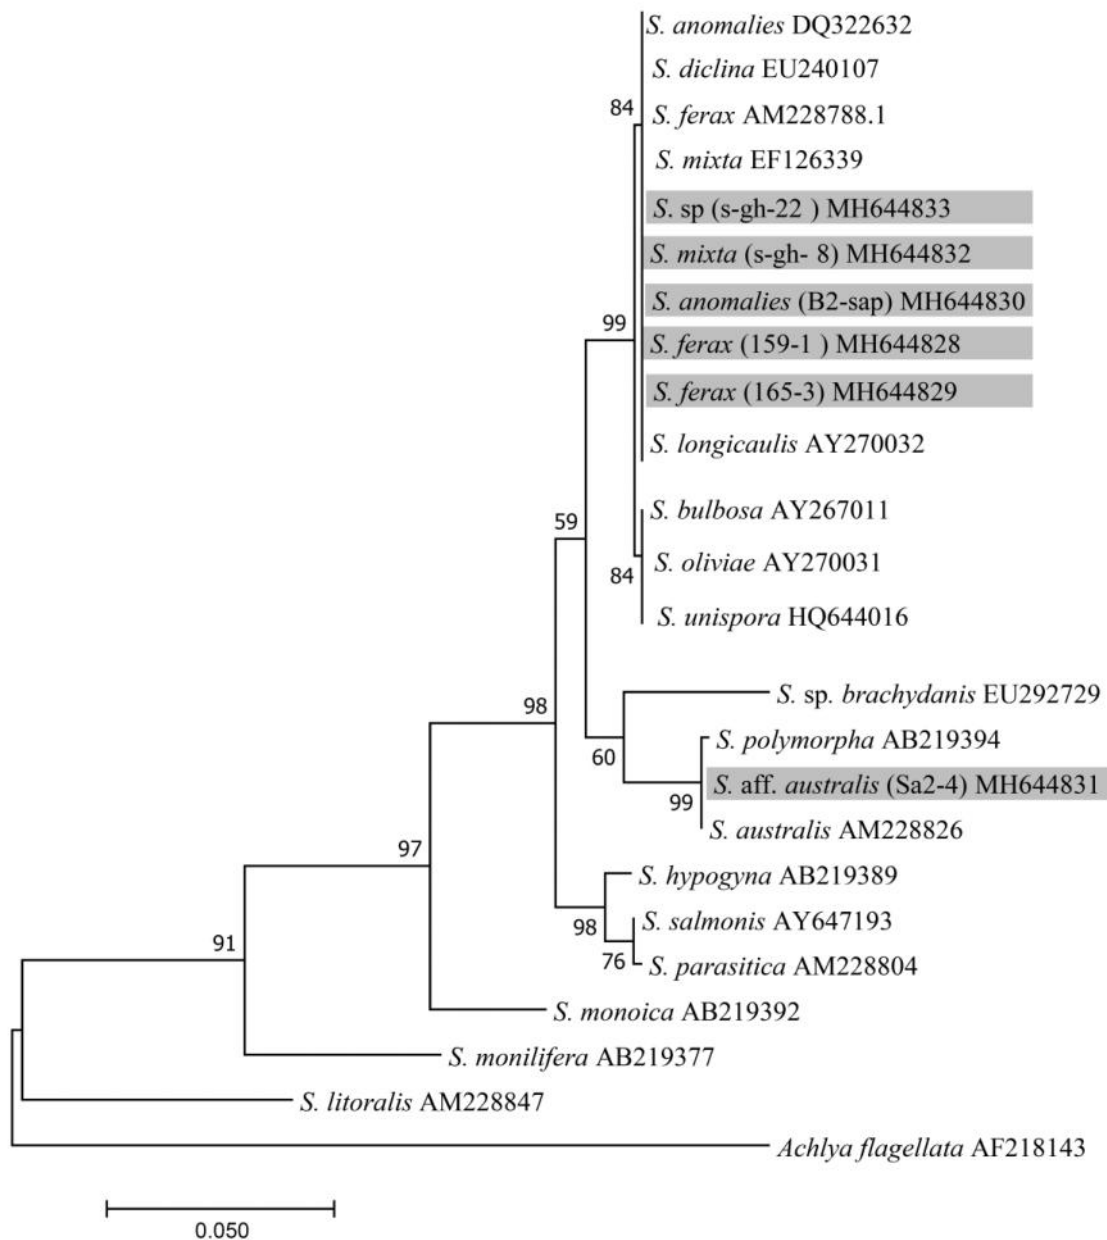 S. anomalies DQ322632
S. diclina EU240107
84
S. ferax AM228788.1
S. mixta EF126339
S. sp (s-gh-22 ) MH644833
S. mixta (s-gh- 8) MH644832
S. anomalies (B2-sap) MH644830
99
S. ferax (159-1 ) MH644828
S. ferax (165-3) MH644829
S. longicaulis AY270032
S. bulbosa AY267011
59
S. oliviae AY270031
84
S. unispora HQ644016
S. sp. brachydanis EU292729
98
S. polymorpha AB219394
60
S. aff. australis (Sa2-4) MH644831
99
S. australis AM228826
97
S. hypogyna AB219389
98
S. salmonis AY647193
91
76
S. parasitica AM228804
S. monoica AB219392
S. monilifera AB219377
S. litoralis AM228847
Achlya flagellata AF218143
0.050